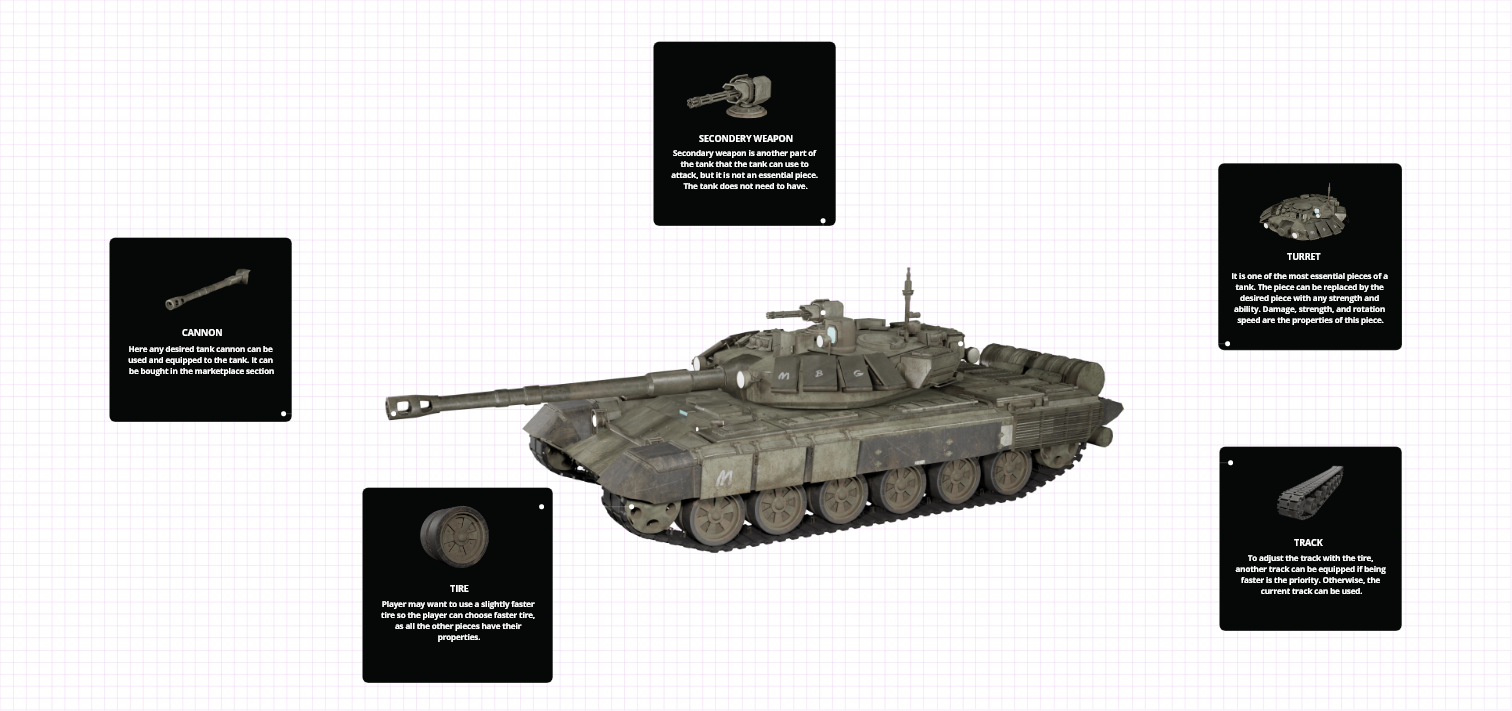 SECONDERY WEAPON
Secondary weapon is another part of
the tank that the tank can use to
attack, but it is not an essential piece.
The tank does not need to have.
TURRET
It is one of the most essential pieces of a
tank. The piece can be replaced by the
desired piece with any strength and
ability. Damage, strength, and rotation
speed are the properties of this piece.
CANNON
Here any desired tank cannon can be
used and equipped to the tank. It can
be bought in the marketplace section
M B G
M
TRACK
To adjust the track with the tire,
another track can be equipped if being
faster is the priority. Otherwise, the
current track can be used.
TIRE
Player may want to use a slightly faster
tire so the player can choose faster tire,
as all the other pieces have their
properties.